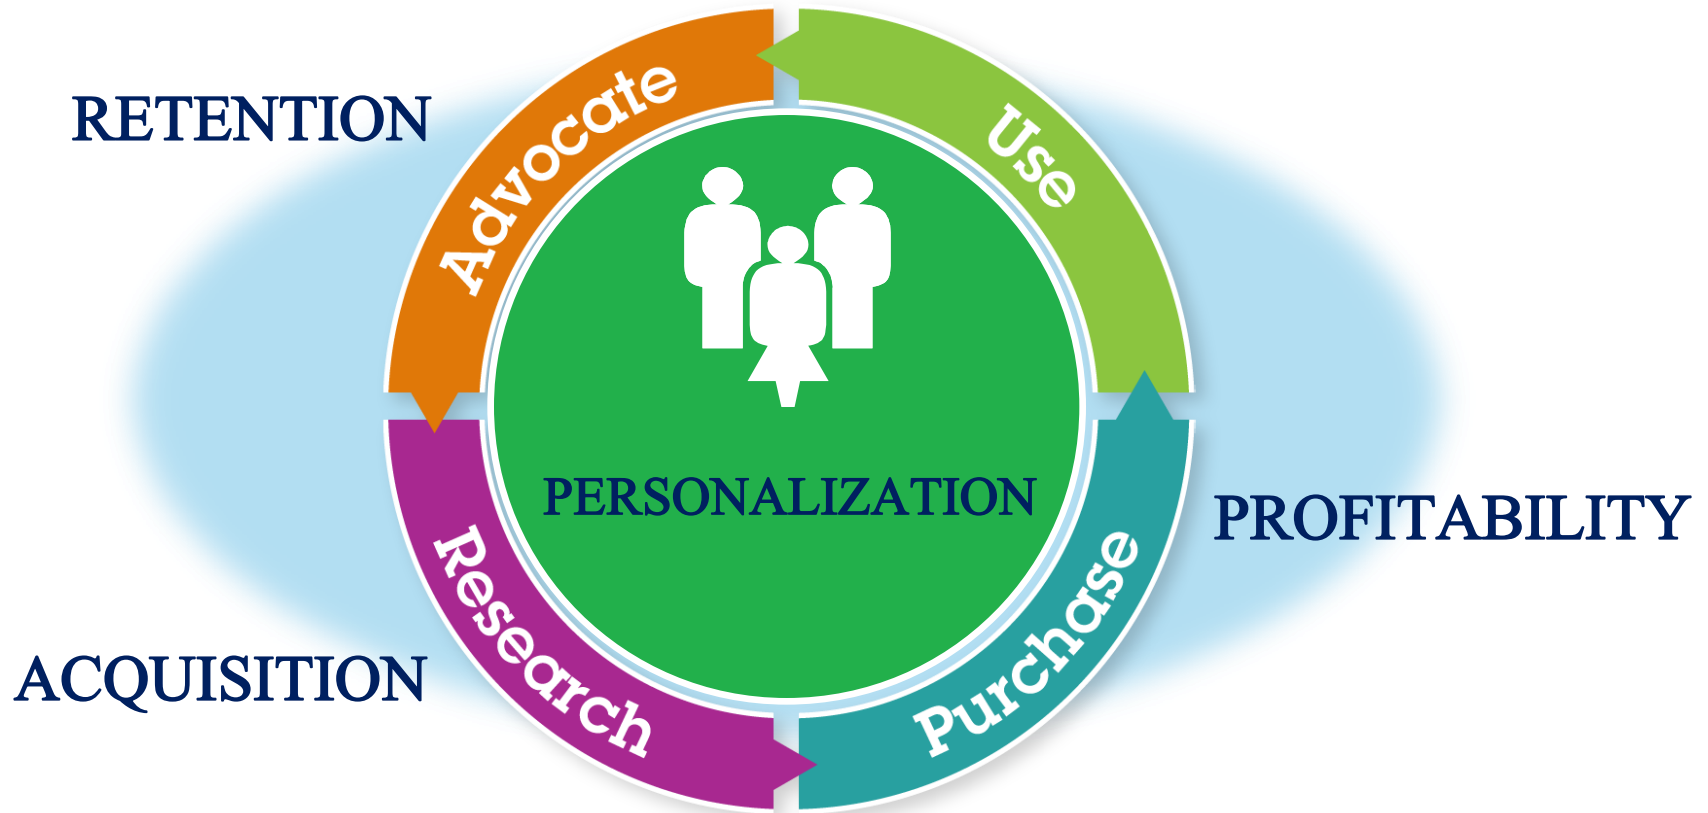 RETENTION
Advocate
Use
PERSONALIZATION
PROFITABILITY
Research
Purchase
ACQUISITION